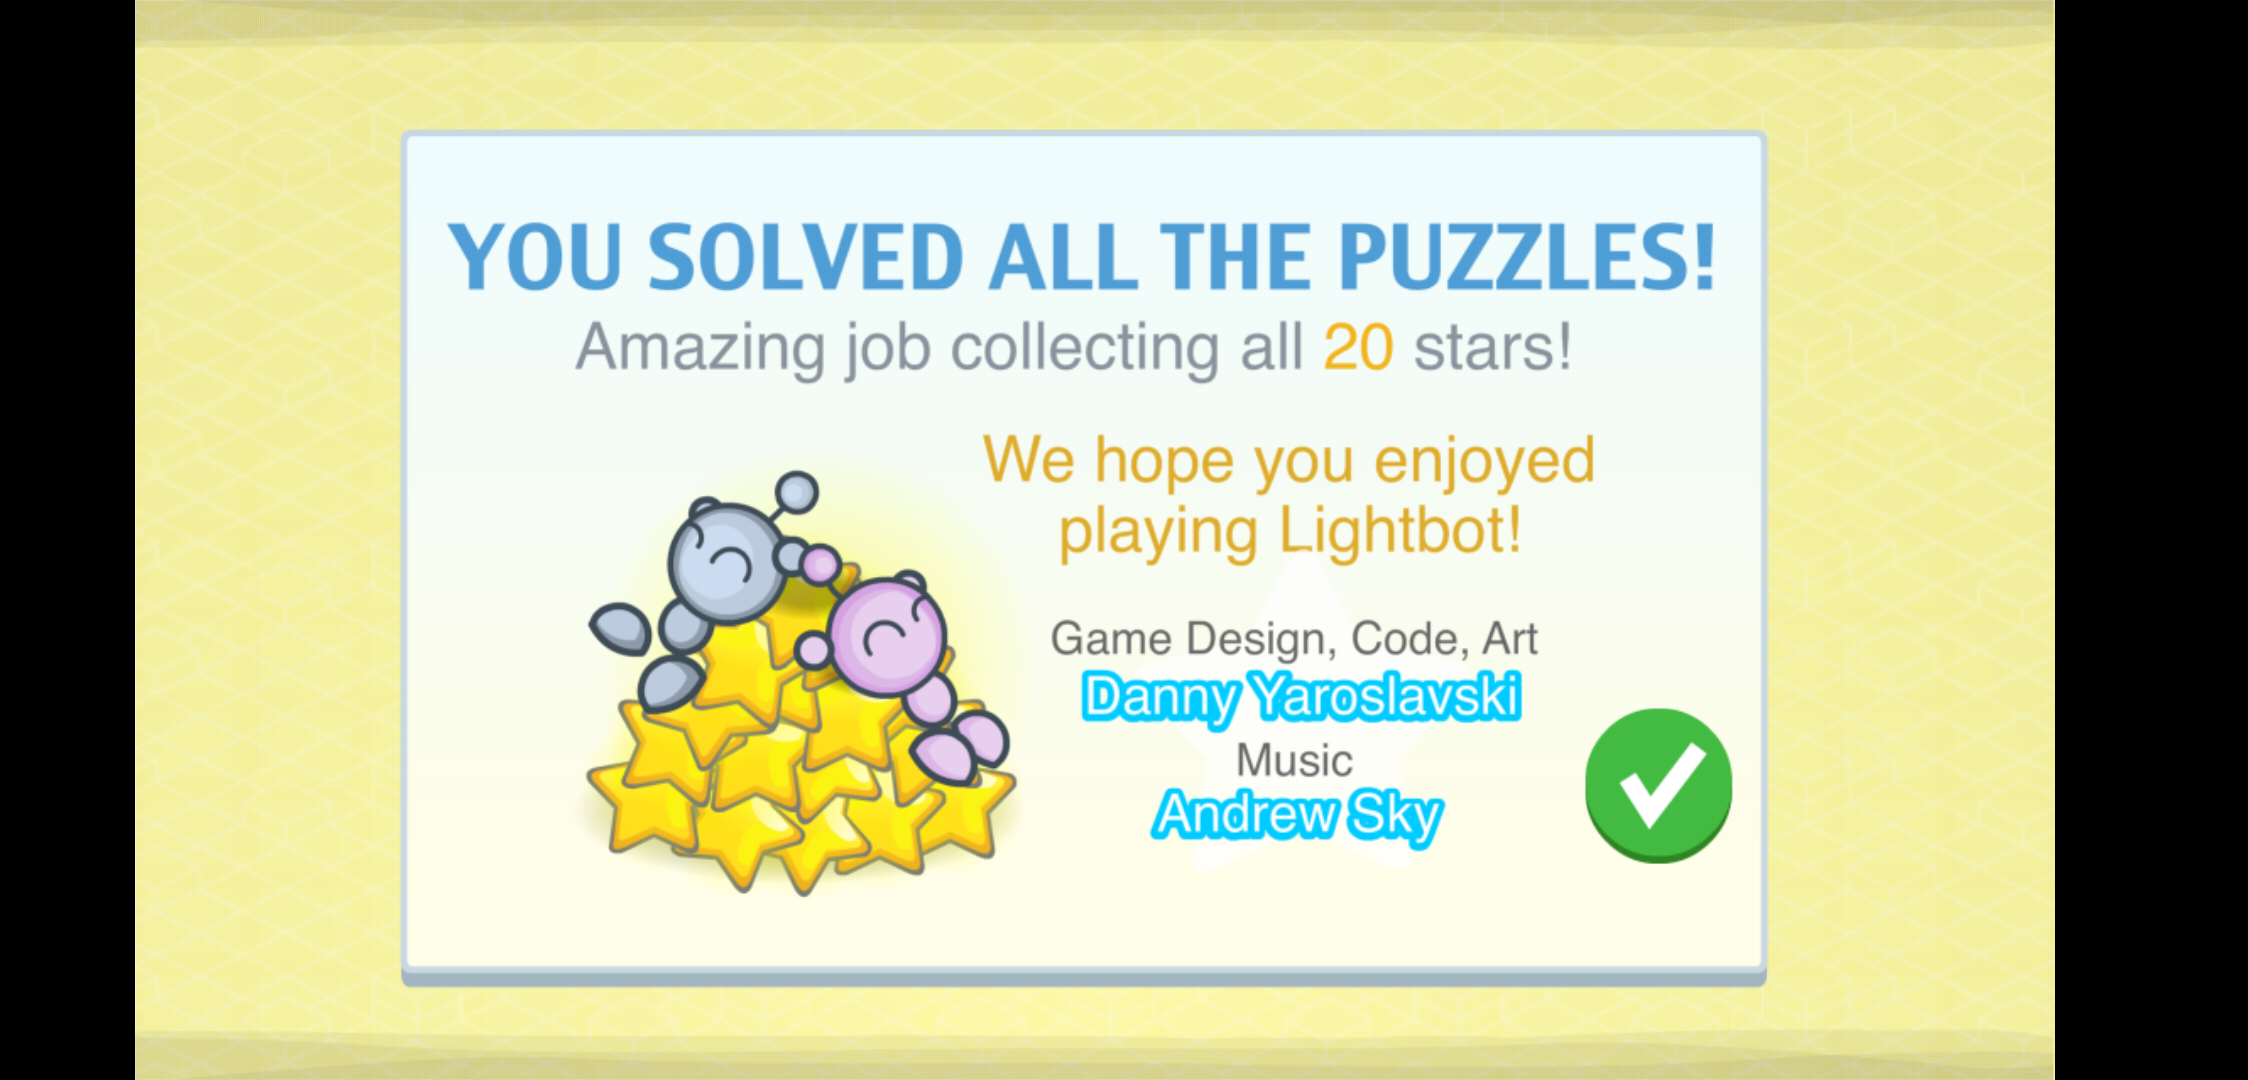 YOU SOLVED ALL THE PUZZLES!
Amazing job collecting all 20 stars!
We hope you enjoyed
playing Lightbot!
Game Design, Code, Art
Danny Yaroslavski
Music
Andrew Sky